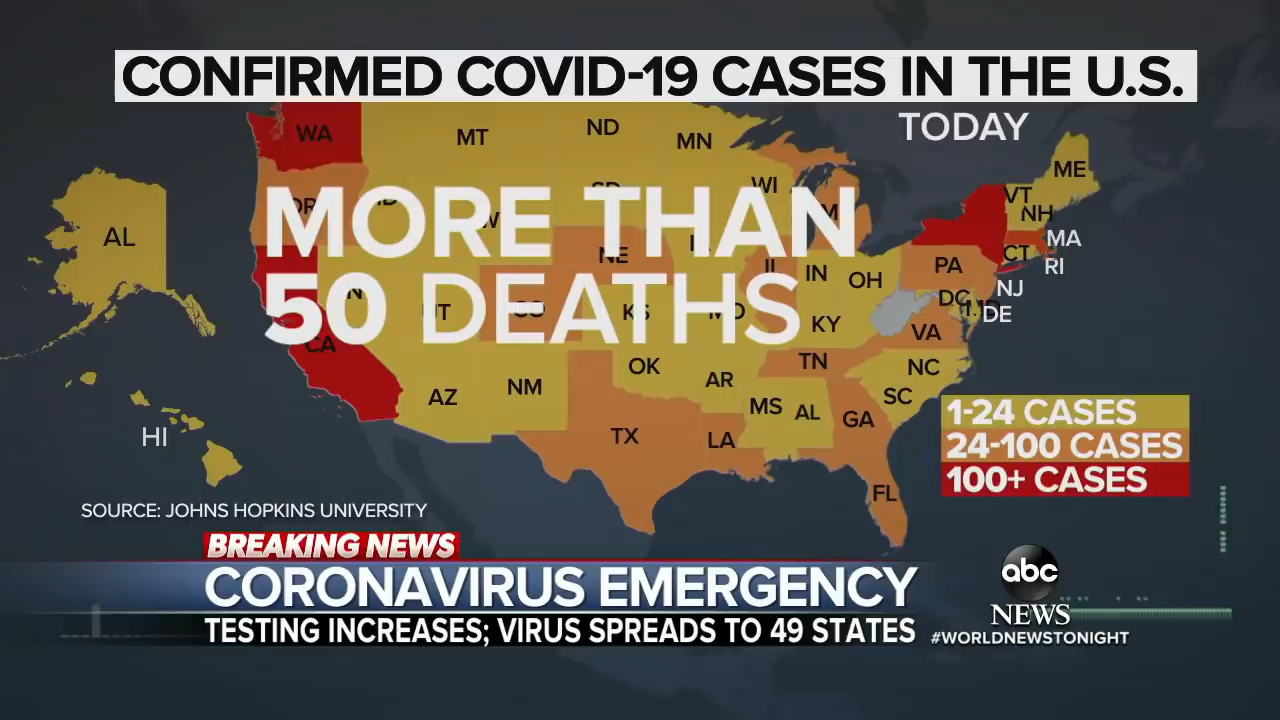 CONFIRMED COVID-19 CASES IN THE U.S.
TODAY
MORE THAN
50 DEATHS
WA
MT
ND
MN
ME
WI
VT
NH
AL
MA
CT
RI
NE
PA
IN
OH
NJ
DC
DE
UT
CO
KS
MO
KY
VA
CA
TN
OK
NC
AZ
NM
AR
SC
MS
AL
GA
HI
TX
LA
FL
1-24 CASES
24-100 CASES
100+ CASES
SOURCE: JOHNS HOPKINS UNIVERSITY
BREAKING NEWS
CORONAVIRUS EMERGENCY
TESTING INCREASES; VIRUS SPREADS TO 49 STATES
abc
NEWS
#WORLDNEWSTONIGHT